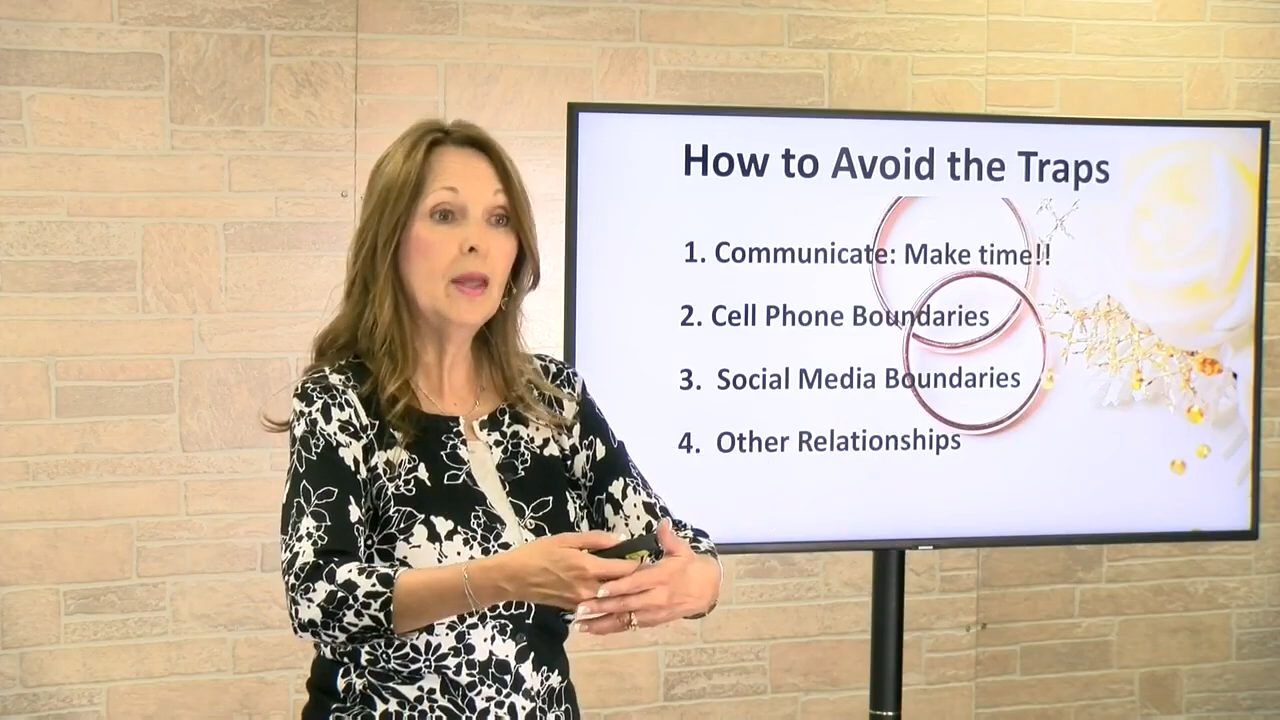 How to Avoid the Traps
1. Communicate: Make time!!
2. Cell Phone Boundaries
3. Social Media Boundaries
4. Other Relationships